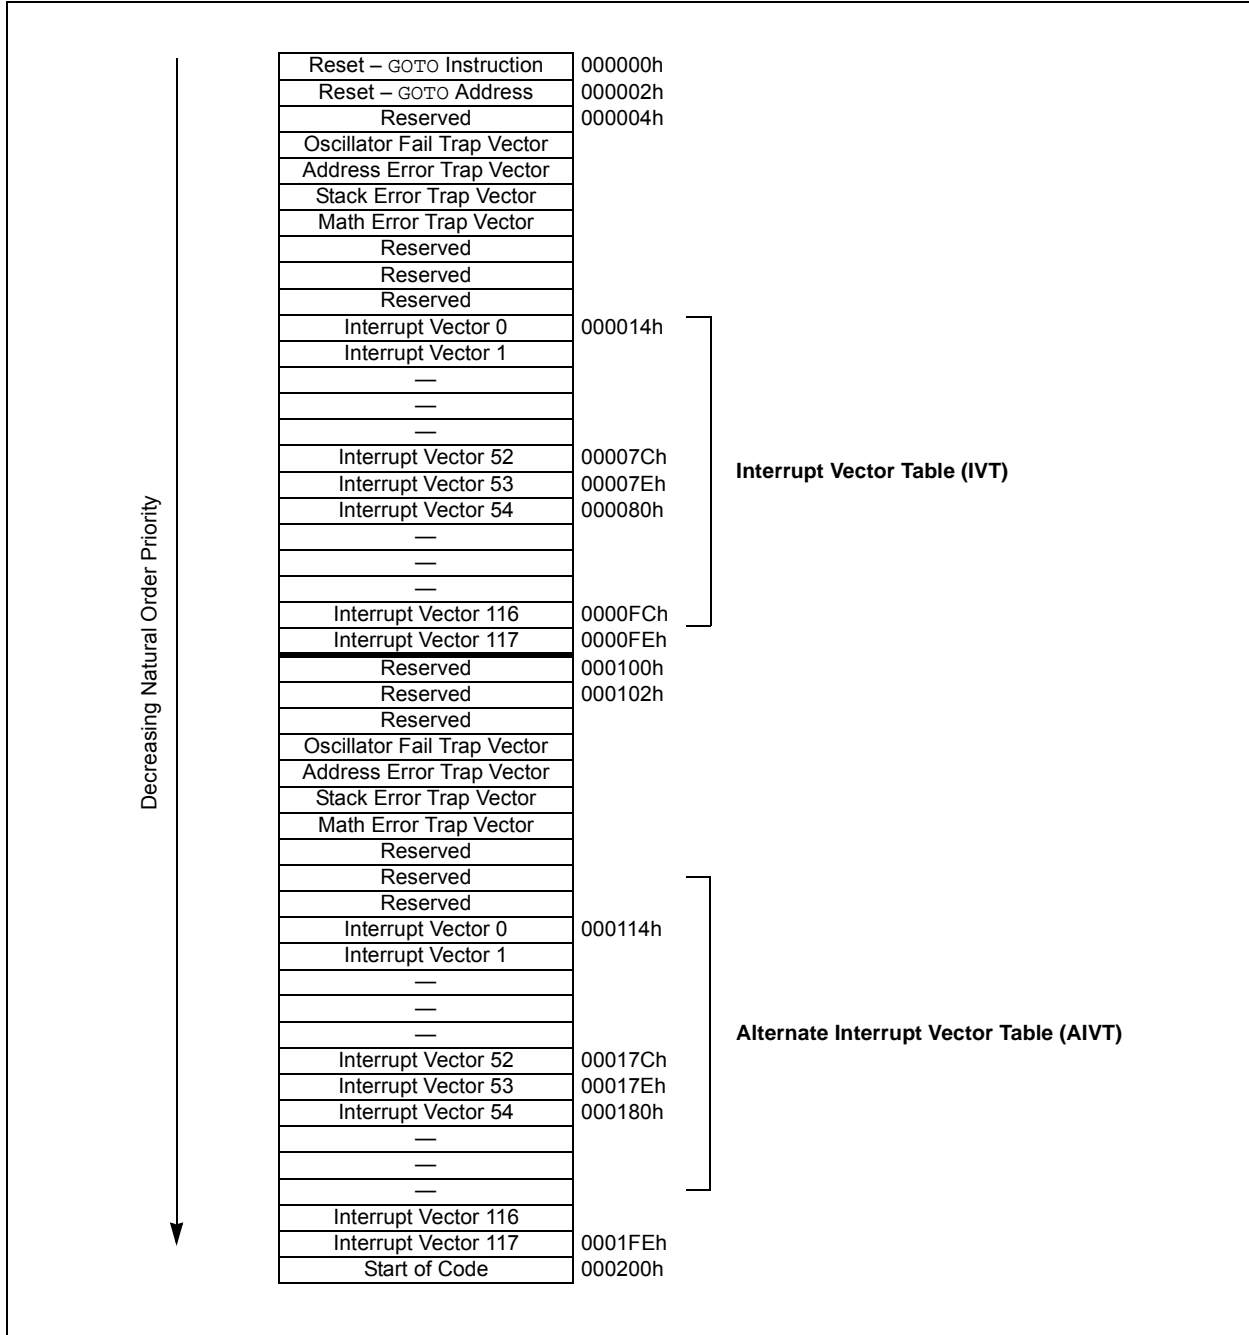 Reset – GOTO Instruction 000000h
Reset – GOTO Address 000002h
Reserved 000004h
Oscillator Fail Trap Vector
Address Error Trap Vector
Stack Error Trap Vector
Math Error Trap Vector
Reserved
Reserved
Reserved
Interrupt Vector 0 000014h
Interrupt Vector 1
—
—
—
Interrupt Vector 52 00007Ch
Interrupt Vector Table (IVT)
Interrupt Vector 53 00007Eh
Interrupt Vector 54 000080h
—
—
—
Interrupt Vector 116 0000FCh
Interrupt Vector 117 0000FEh
Decreasing Natural Order Priority
Reserved 000100h
Reserved 000102h
Reserved
Oscillator Fail Trap Vector
Address Error Trap Vector
Stack Error Trap Vector
Math Error Trap Vector
Reserved
Reserved
Reserved
Interrupt Vector 0 000114h
Interrupt Vector 1
—
—
—
Alternate Interrupt Vector Table (AIVT)
Interrupt Vector 52 00017Ch
Interrupt Vector 53 00017Eh
Interrupt Vector 54 000180h
—
—
—
Interrupt Vector 116
Interrupt Vector 117 0001FEh
Start of Code 000200h